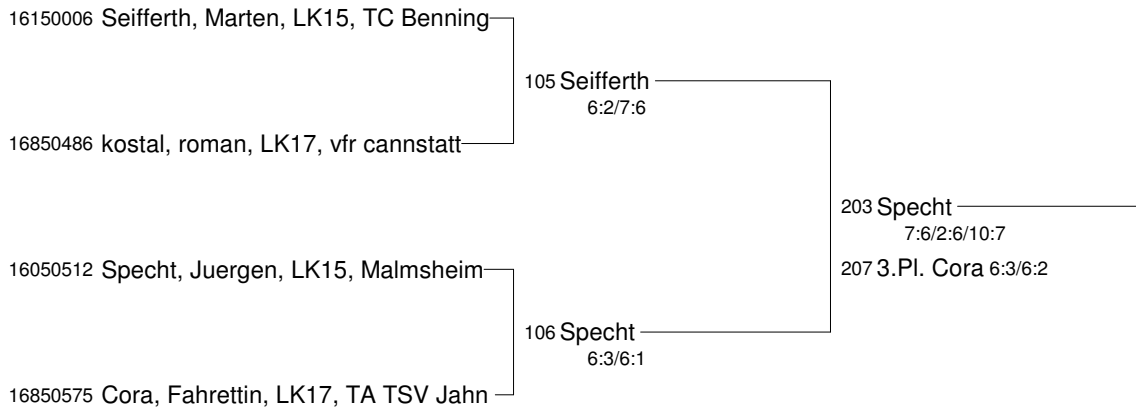 16150006 Seifferth, Marten, LK15, TC Benning
105 Seifferth
6:2/7:6
16850486 kostal, roman, LK17, vfr cannstatt
203 Specht
7:6/2:6/10:7
16050512 Specht, Juergen, LK15, Malmsheim
207 3.Pl. Cora 6:3/6:2
106 Specht
6:3/6:1
16850575 Cora, Fahrettin, LK17, TA TSV Jahn